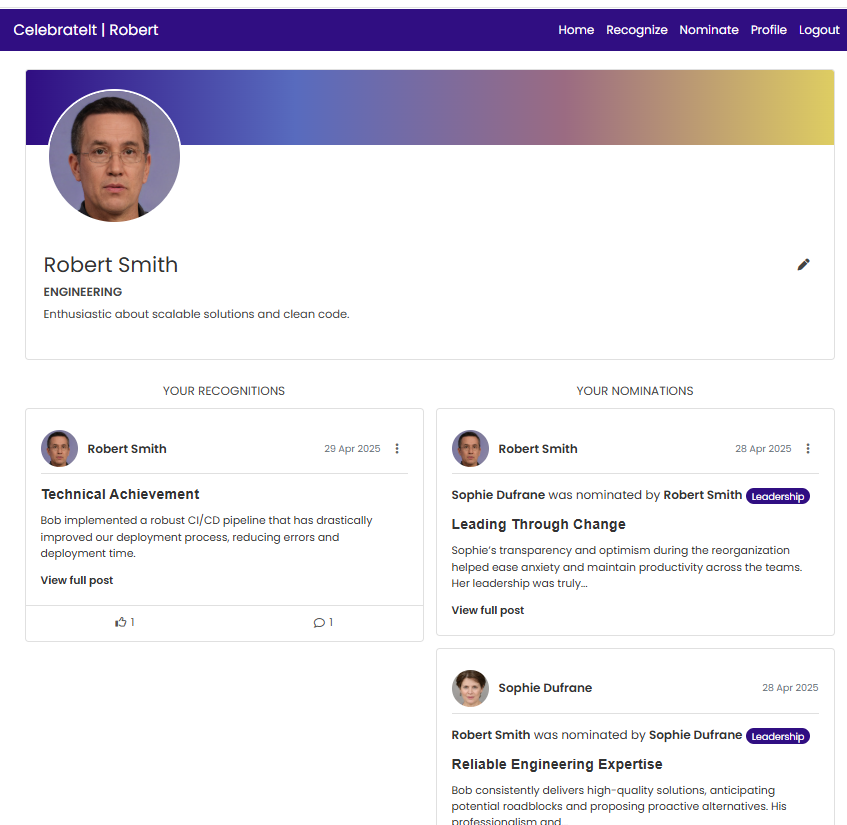 CelebrateIt | Robert
Home Recognize Nominate Profile Logout
Robert Smith
ENGINEERING
Enthusiastic about scalable solutions and clean code.
YOUR RECOGNITIONS
Robert Smith 29 Apr 2025
Technical Achievement
Bob implemented a robust CI/CD pipeline that has drastically
improved our deployment process, reducing errors and
deployment time.
View full post
1 1
YOUR NOMINATIONS
Robert Smith 28 Apr 2025
Sophie Dufrane was nominated by Robert Smith Leadership
Leading Through Change
Sophie's transparency and optimism during the reorganization
helped ease anxiety and maintain productivity across the teams.
Her leadership was truly...
View full post
Sophie Dufrane 28 Apr 2025
Robert Smith was nominated by Sophie Dufrane Leadership
Reliable Engineering Expertise
Bob consistently delivers high-quality solutions, anticipating
potential roadblocks and proposing proactive alternatives. His
professionalism and